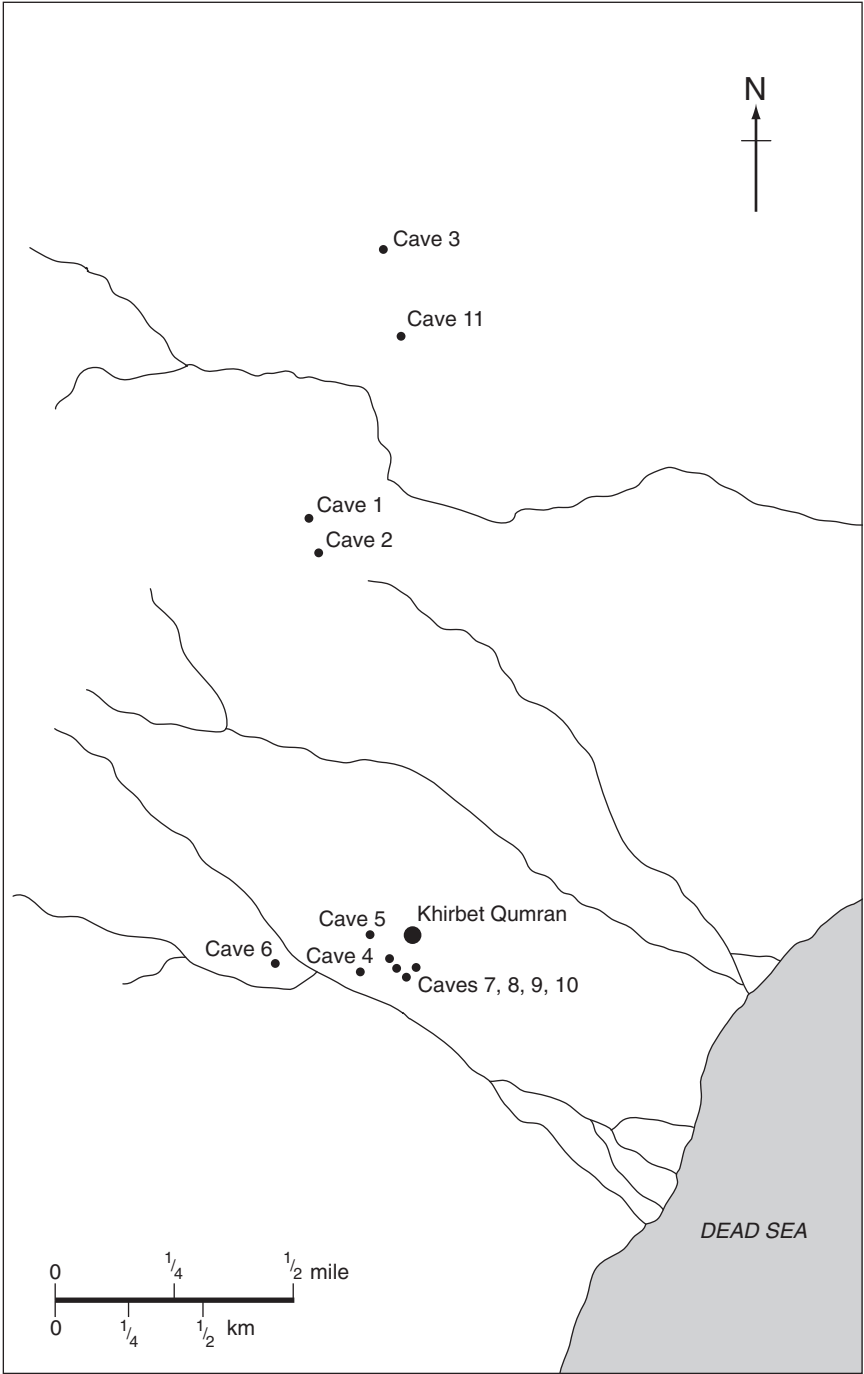 N
Cave 3
Cave 11
Cave 1
Cave 2
Cave 5
Khirbet Qumran
Cave 6
Cave 4
Caves 7, 8, 9, 10
DEAD SEA
0 1/4 1/2 mile
0 1/4 1/2 km